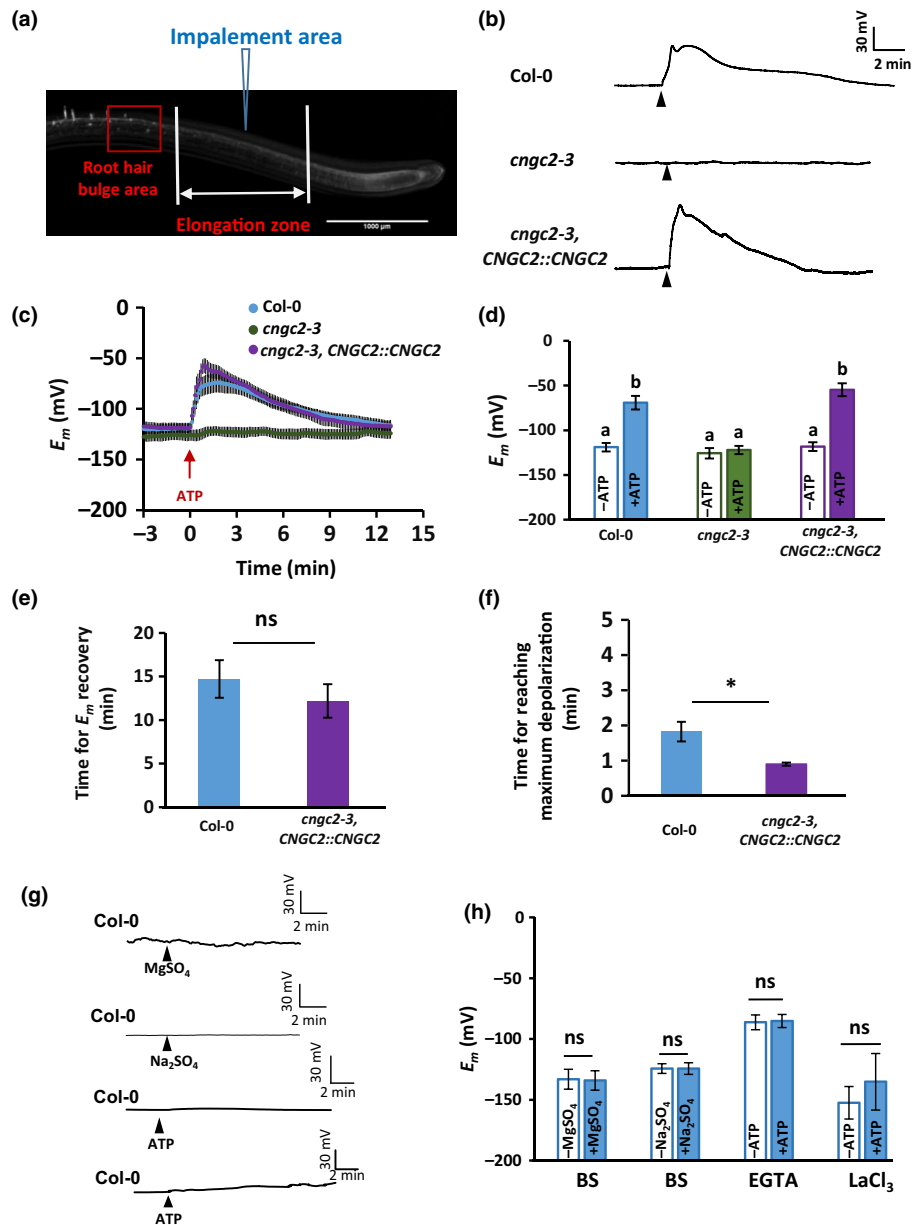 (a)
Impalement area
Root hair
bulge area
Elongation zone
1000 µm
(b)
30 mV
2 min
Col-0
cngc2-3
cngc2-3,
CNGC2::CNGC2
(c)
Col-0
cngc2-3
cngc2-3, CNGC2::CNGC2
0
−50
−100
−150
−200
Em (mV)
ATP
−3 0 3 6 9 12 15
Time (min)
(d)
0
−50
−100
−150
−200
Em (mV)
a b a a a b
−ATP +ATP −ATP +ATP −ATP +ATP
Col-0 cngc2-3 cngc2-3,
CNGC2::CNGC2
(e)
Time for Em recovery
(min)
20
15
10
5
0
ns
Col-0 cngc2-3,
CNGC2::CNGC2
(f)
Time for reaching
maximum depolarization
(min)
5
4
3
2
1
0
*
Col-0 cngc2-3,
CNGC2::CNGC2
(g)
30 mV
2 min
Col-0
MgSO4
30 mV
2 min
Col-0
Na2SO4
30 mV
2 min
Col-0
ATP
30 mV
2 min
Col-0
ATP
(h)
0
−50
−100
−150
−200
Em (mV)
ns ns ns ns
−MgSO4 +MgSO4 −Na2SO4 +Na2SO4 −ATP +ATP −ATP +ATP
BS BS EGTA LaCl3